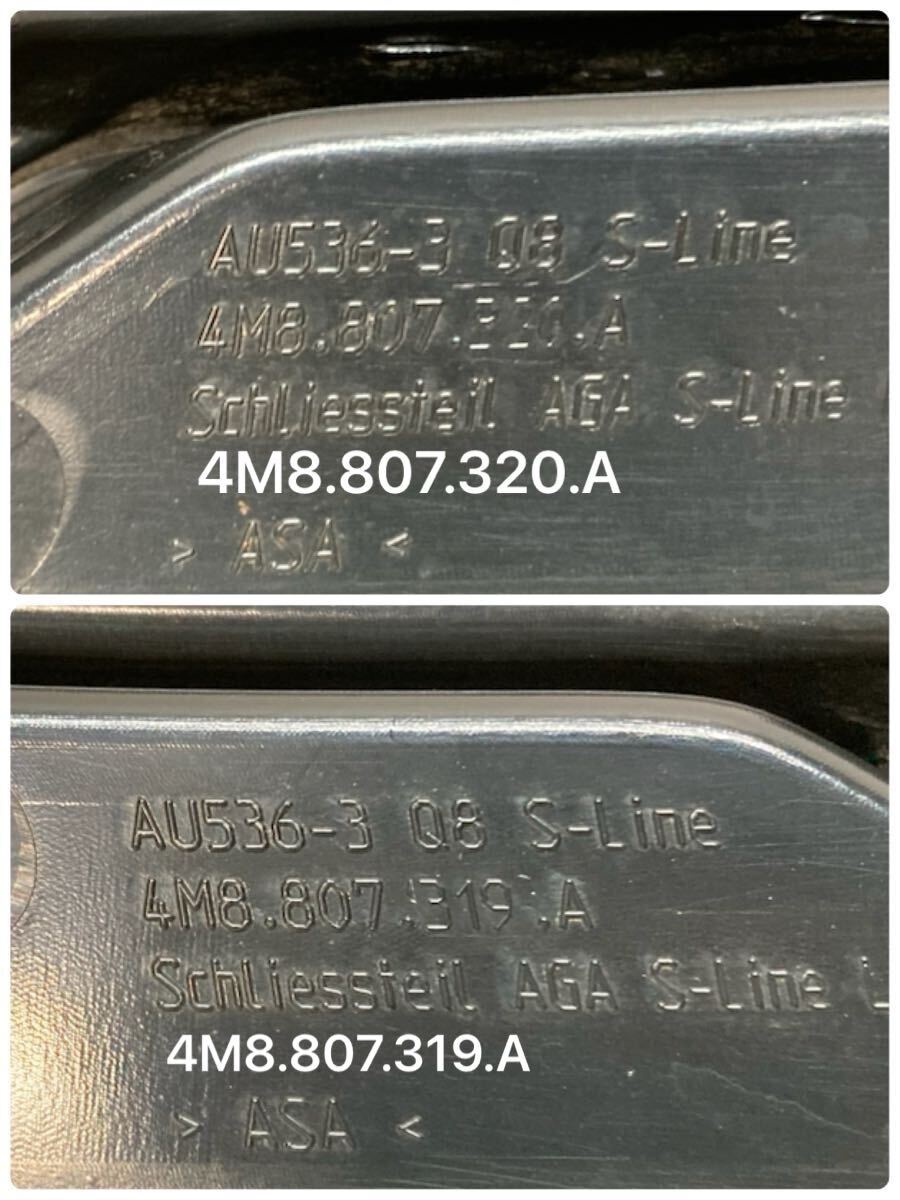 AU536-3 Q8 S-Line
4M8.807.320.A
Schliessteil AGA S-Line
4M8.807.320.A
> ASA <
AU536-3 Q8 S-Line
4M8.807.319.A
Schliessteil AGA S-Line L
4M8.807.319.A
> ASA <